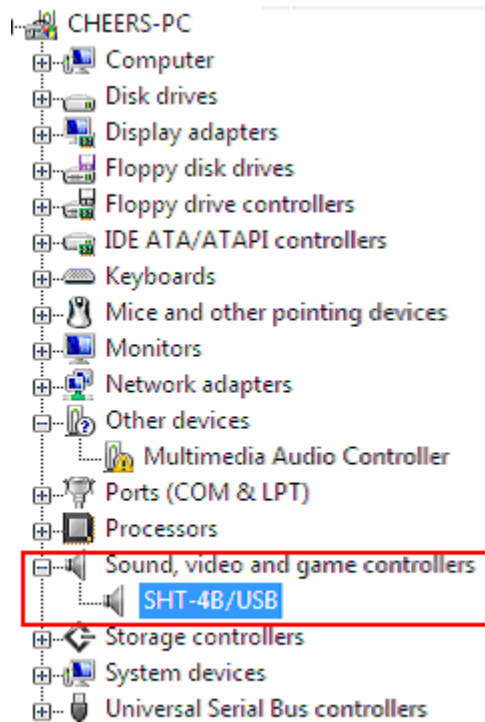 CHEERS-PC
Computer
Disk drives
Display adapters
Floppy disk drives
Floppy drive controllers
IDE ATA/ATAPI controllers
Keyboards
Mice and other pointing devices
Monitors
Network adapters
Other devices
Multimedia Audio Controller
Ports (COM & LPT)
Processors
Sound, video and game controllers
SHT-4B/USB
Storage controllers
System devices
Universal Serial Bus controllers